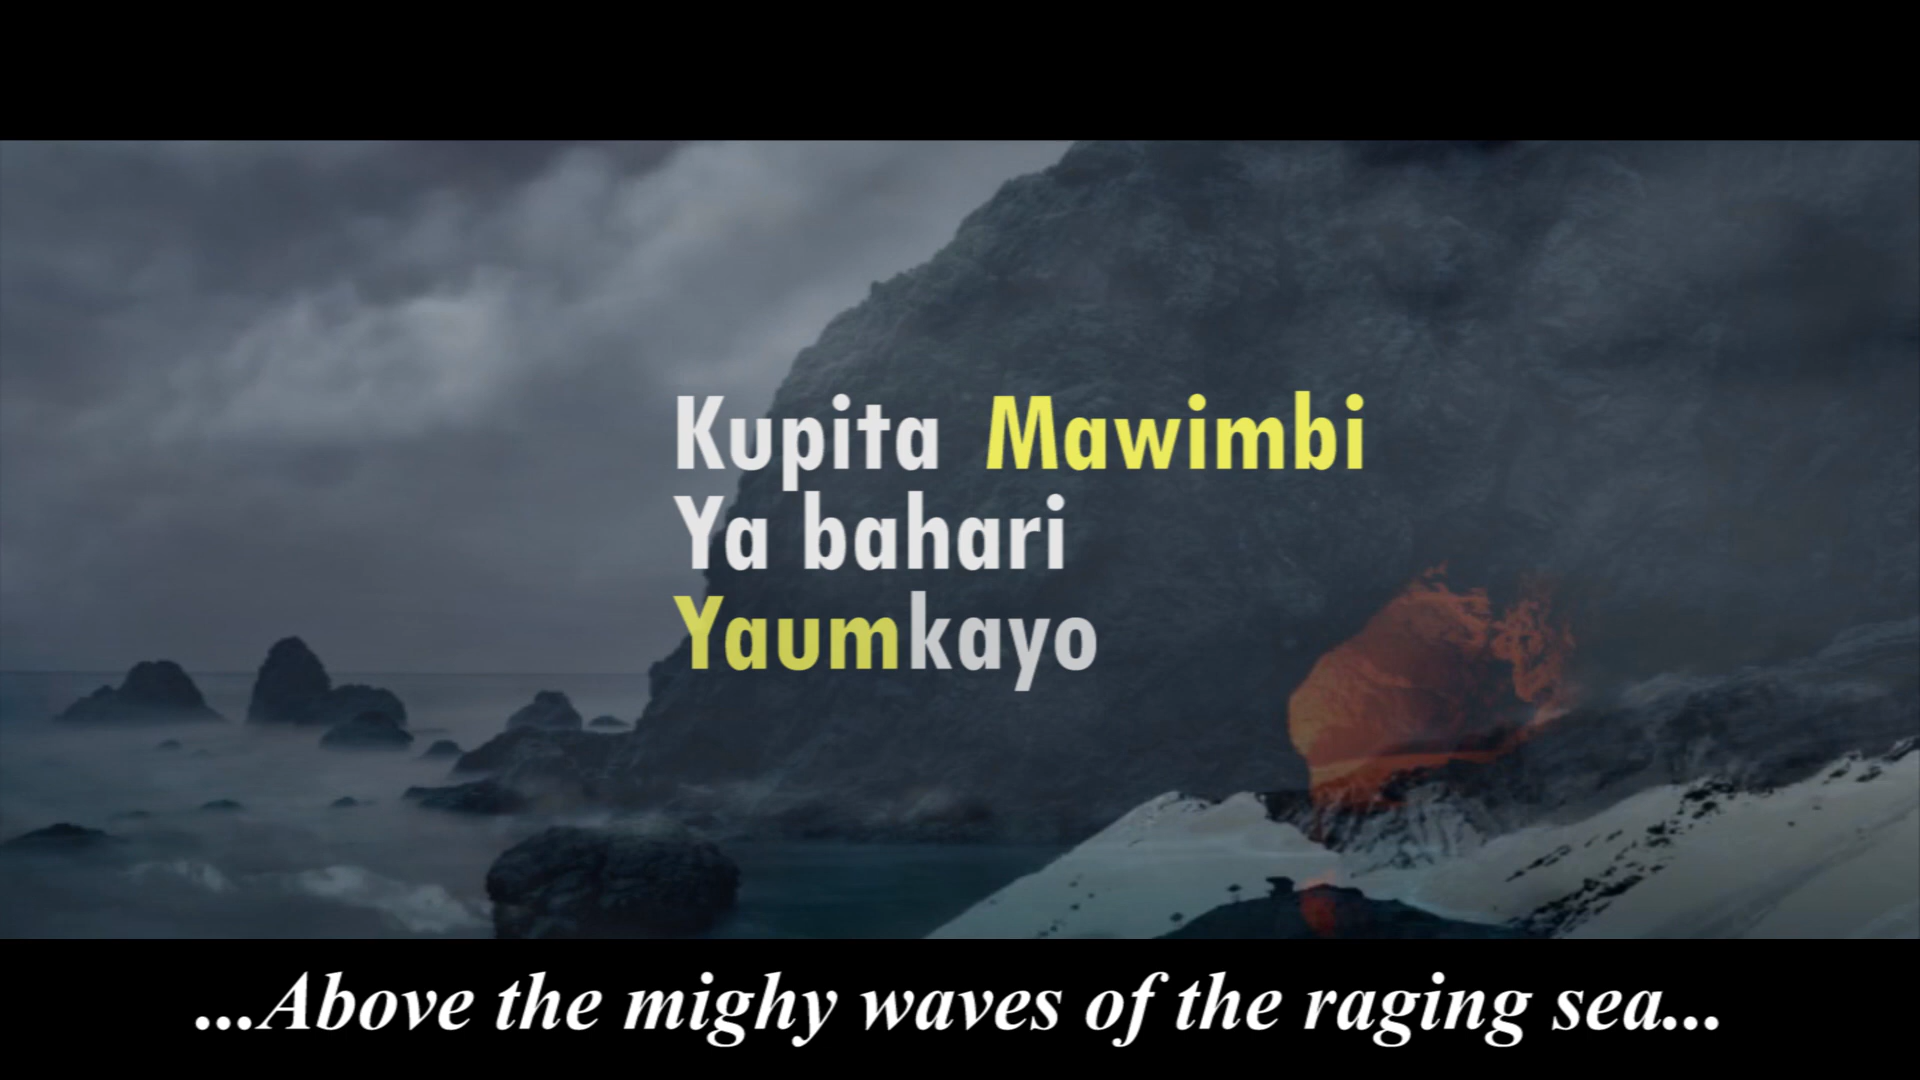 Kupita Mawimbi
Ya bahari
Yaumkayo
...Above the mighy waves of the raging sea...